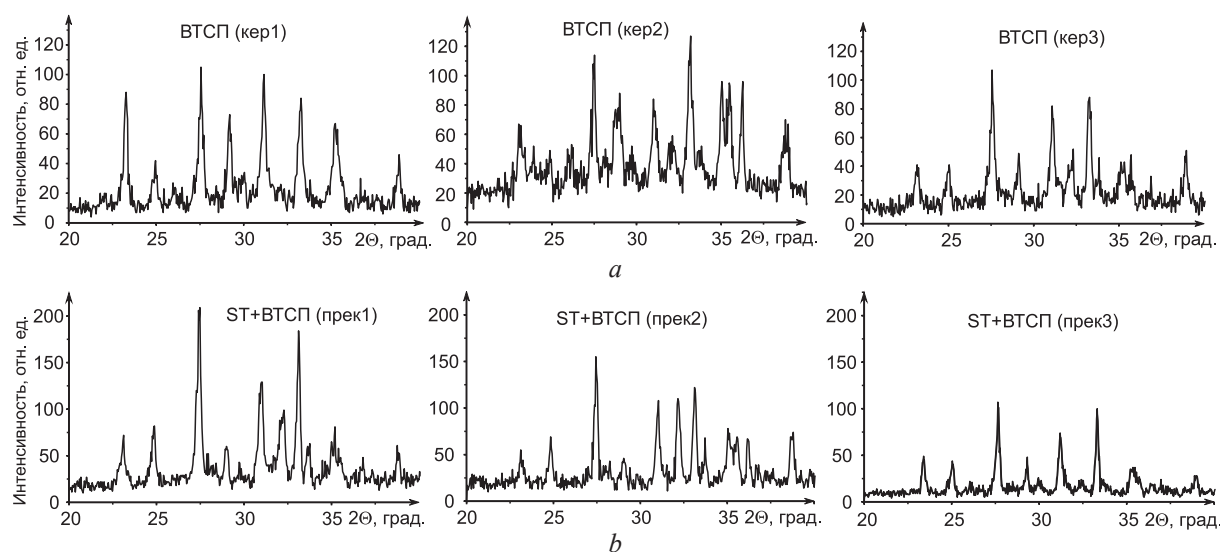 Интенсивность, отн. ед.
ВТСП (кер1)
120
100
80
60
40
20
0
20 25 30 35 2Θ, град.
ВТСП (кер2)
120
100
80
60
40
20
0
20 25 30 35 2Θ, град.
ВТСП (кер3)
120
100
80
60
40
20
0
20 25 30 35 2Θ, град.
a
Интенсивность, отн. ед.
ST+ВТСП (прек1)
200
150
100
50
0
20 25 30 35 2Θ, град.
ST+ВТСП (прек2)
200
150
100
50
0
20 25 30 35 2Θ, град.
ST+ВТСП (прек3)
200
150
100
50
0
20 25 30 35 2Θ, град.
b